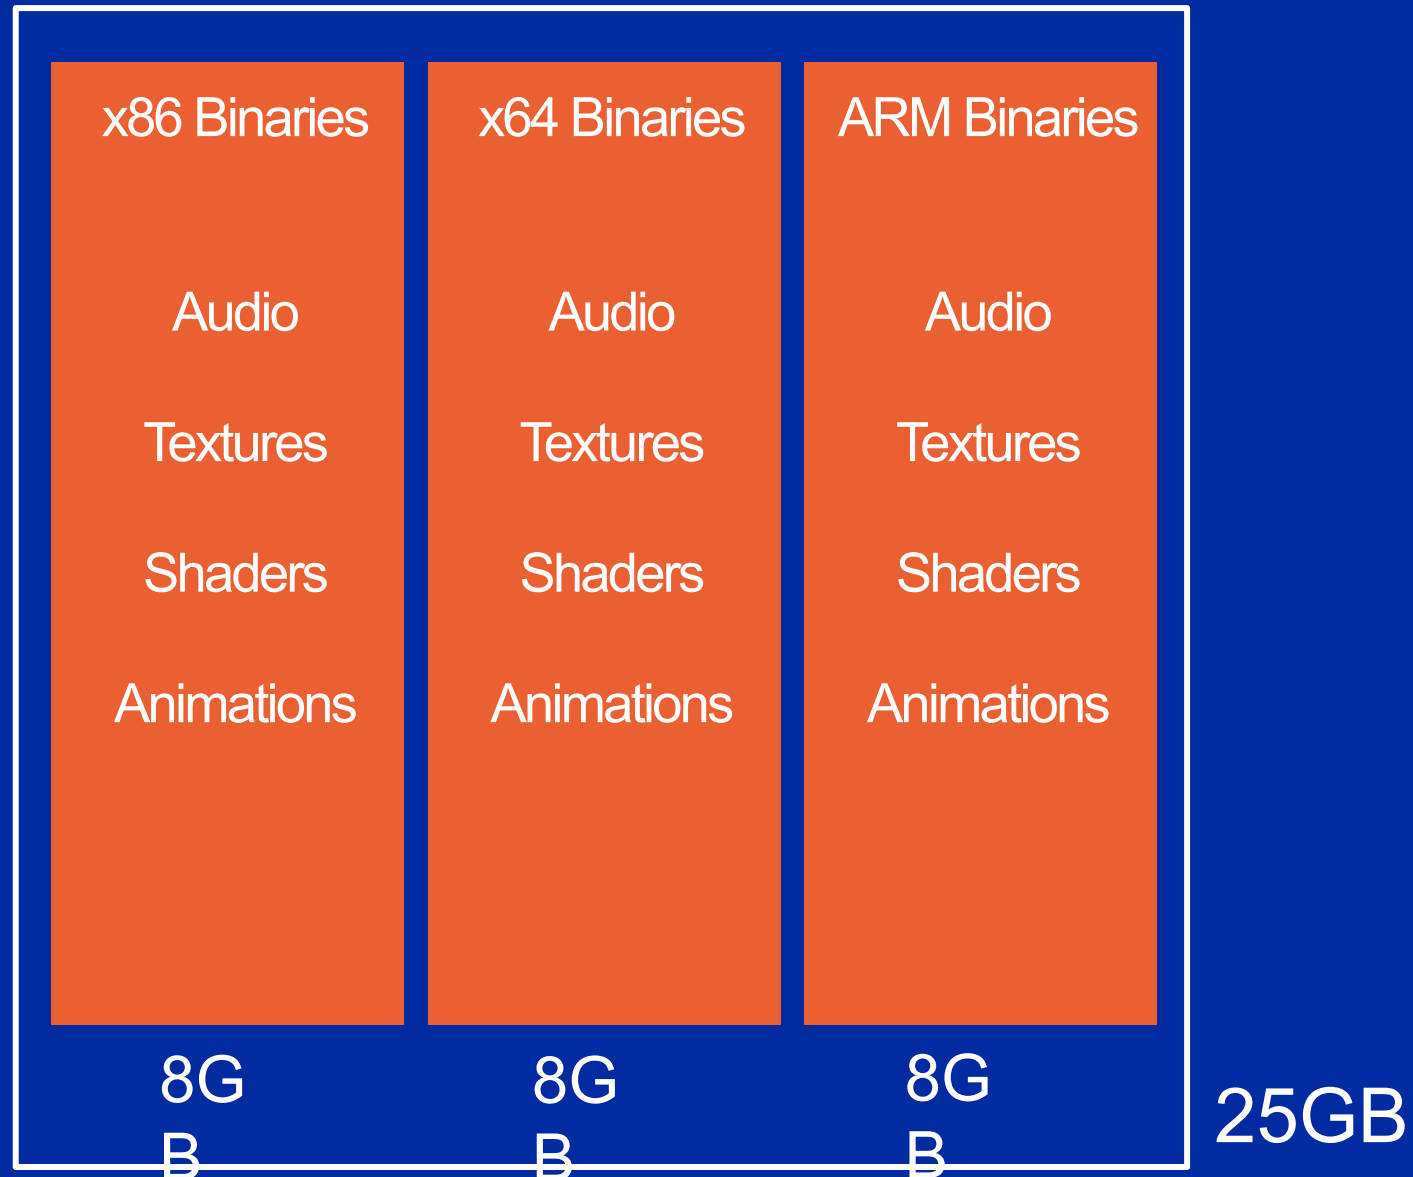 x86 Binaries
Audio
Textures
Shaders
Animations
8G
B
x64 Binaries
Audio
Textures
Shaders
Animations
8G
B
ARM Binaries
Audio
Textures
Shaders
Animations
8G
B
25GB